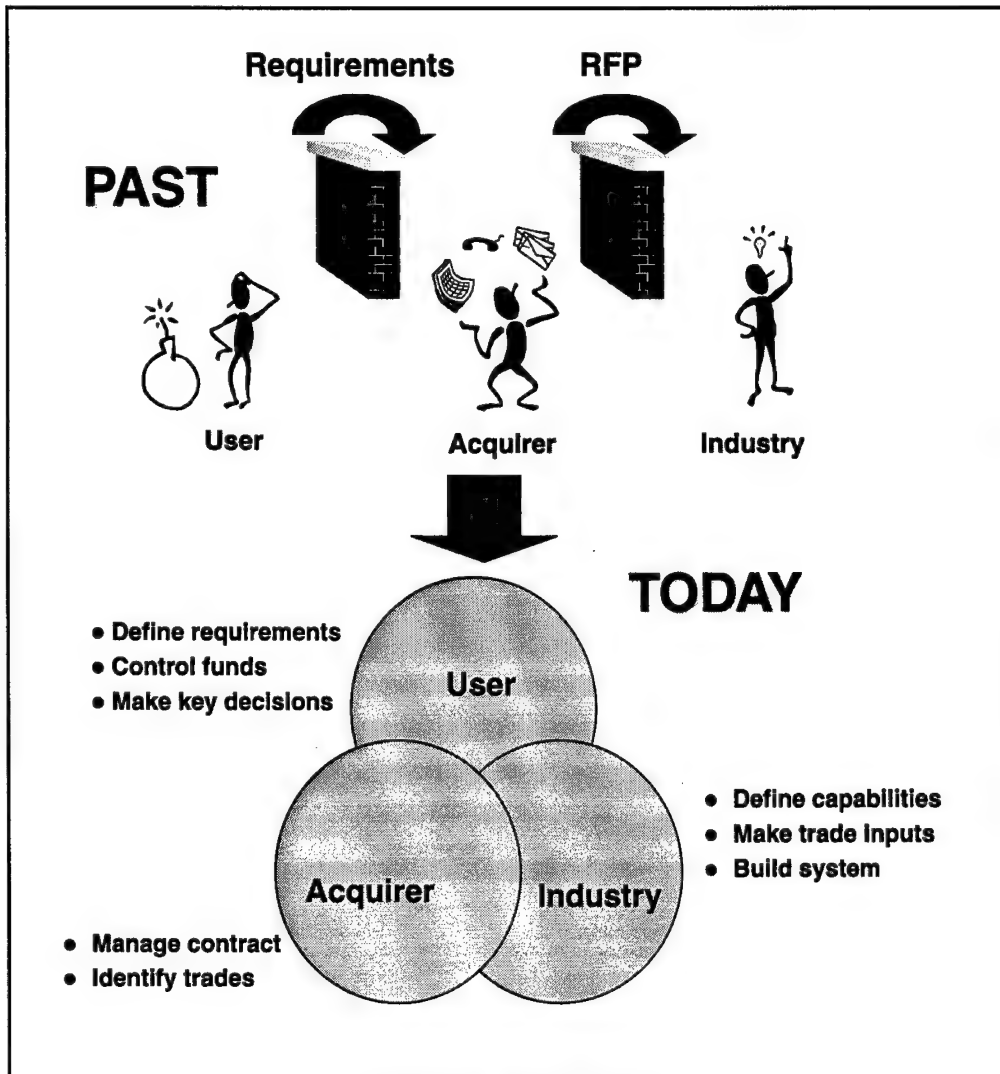 Requirements RFP
PAST
User Acquirer Industry
TODAY
• Define requirements
• Control funds
• Make key decisions
User
• Define capabilities
• Make trade inputs
• Build system
Acquirer Industry
• Manage contract
• Identify trades